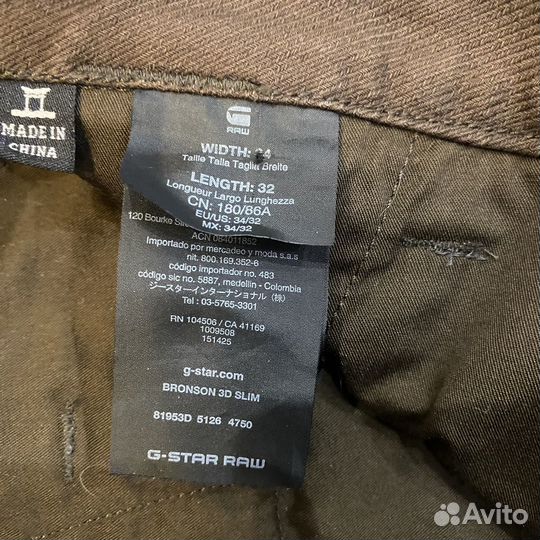 MADE IN
CHINA
G
RAW
WIDTH:
Taille Talla Taglia Breite
LENGTH: 32
Longueur Largo Lunghezza
CN: 180/86A
EU/US: 34/32
MX: 34/32
120 Bourke
ACN 084011852
Importado por mercadeo y moda s.a.s
nit. 800.169.352-6
código importador no. 483
código sic no. 5887, medellin - Colombia
ジースターインターナショナル (株)
Tel : 03-5765-3301
RN 104506 / CA 41169
1009508
151425
g-star.com
BRONSON 3D SLIM
81953D 5126 4750
G-STAR RAW
Avito